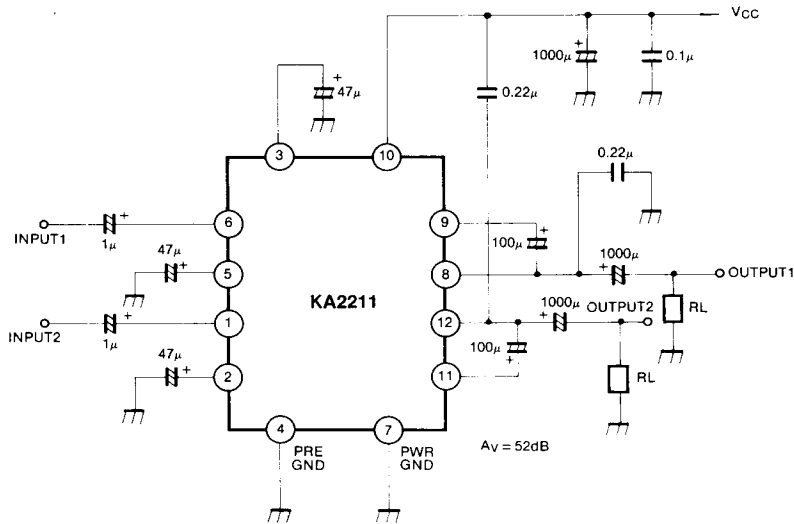 VCC
1000μ
0.1μ
+
47μ
+
0.22μ
0.22μ
3
10
INPUT1
1μ
+
6
9
100μ
+
1000μ
+
OUTPUT1
47μ
+
5
8
KA2211
RL
INPUT2
1μ
+
1
12
1000μ
+
OUTPUT2
47μ
+
2
11
100μ
+
RL
4
7
PRE
GND
PWR
GND
AV = 52dB